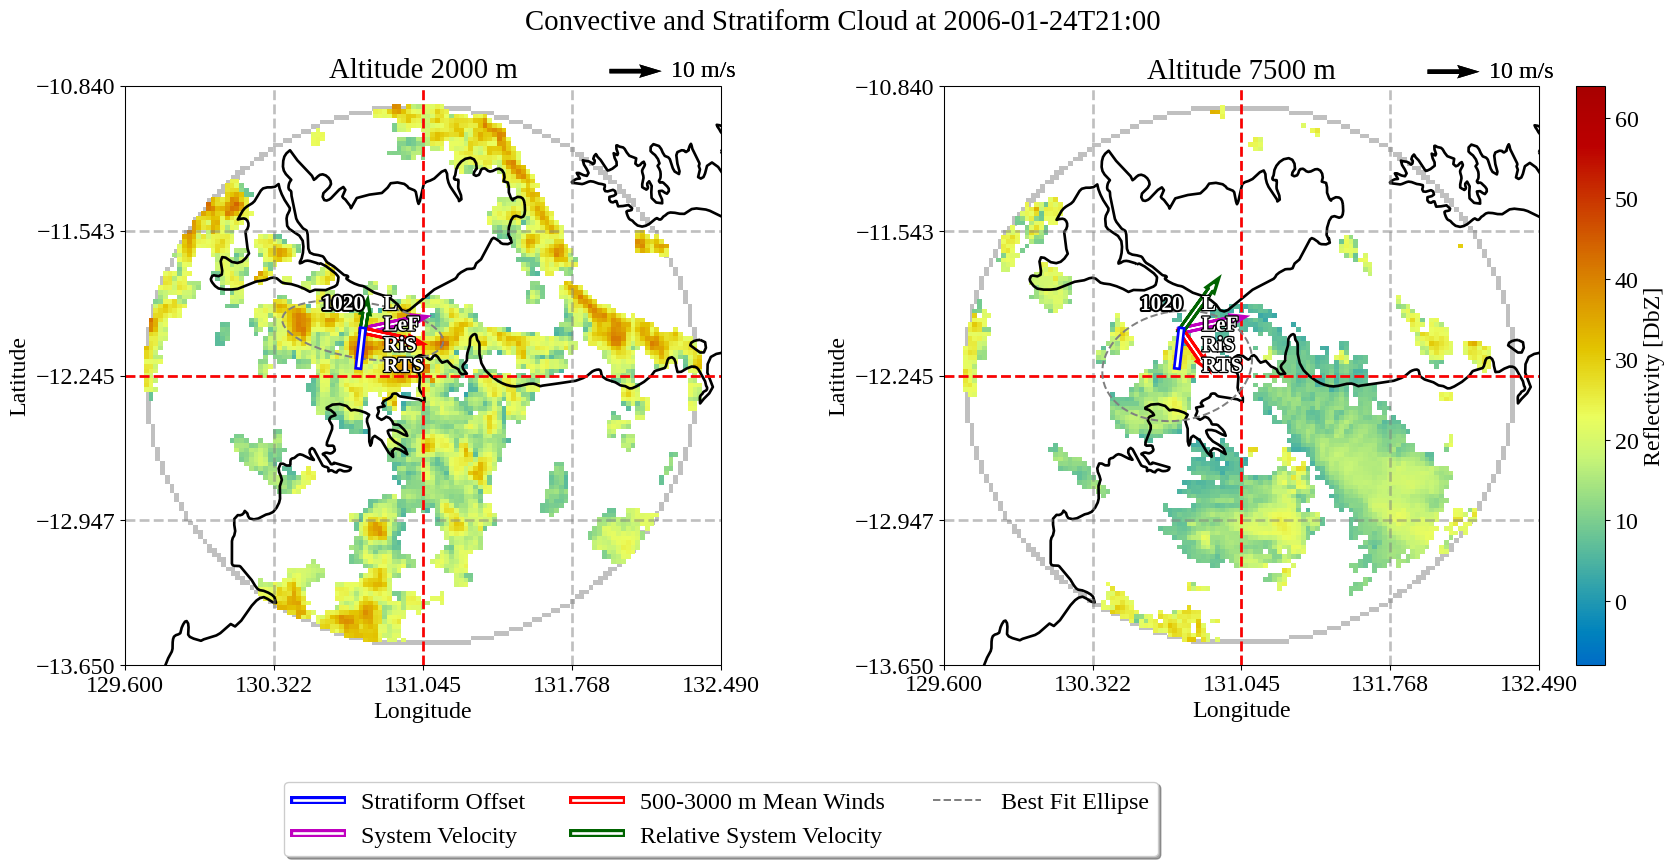 Convective and Stratiform Cloud at 2006-01-24T21:00
Altitude 2000 m
10 m/s
Altitude 7500 m
10 m/s
−10.840
−11.543
−12.245
−12.947
−13.650
Latitude
129.600
130.322
131.045
131.768
132.490
Longitude
1020
L
LeF
RiS
RTS
−10.840
−11.543
−12.245
−12.947
−13.650
Latitude
129.600
130.322
131.045
131.768
132.490
Longitude
1020
L
LeF
RiS
RTS
60
50
40
30
20
10
0
Reflectivity [DbZ]
Stratiform Offset
500-3000 m Mean Winds
Best Fit Ellipse
System Velocity
Relative System Velocity